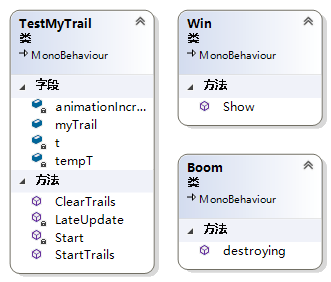 TestMyTrail
类
MonoBehaviour
字段
animationIncr...
myTrail
t
tempT
方法
ClearTrails
LateUpdate
Start
StartTrails
Win
类
MonoBehaviour
方法
Show
Boom
类
MonoBehaviour
方法
destroying